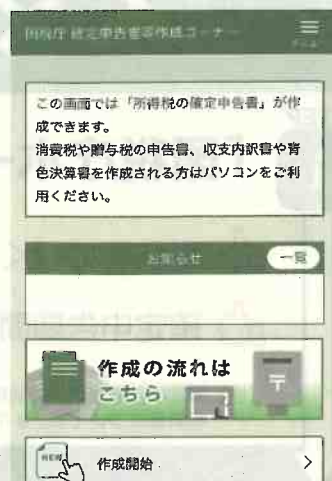 国税庁 確定申告書等作成コーナー
この画面では「所得税の確定申告書」が作
成できます。
消費税や贈与税の申告書、収支内訳書や青
色決算書を作成される方はパソコンをご利
用ください。
お知らせ
一覧
作成の流れは
こちら
〒
NEW
作成開始